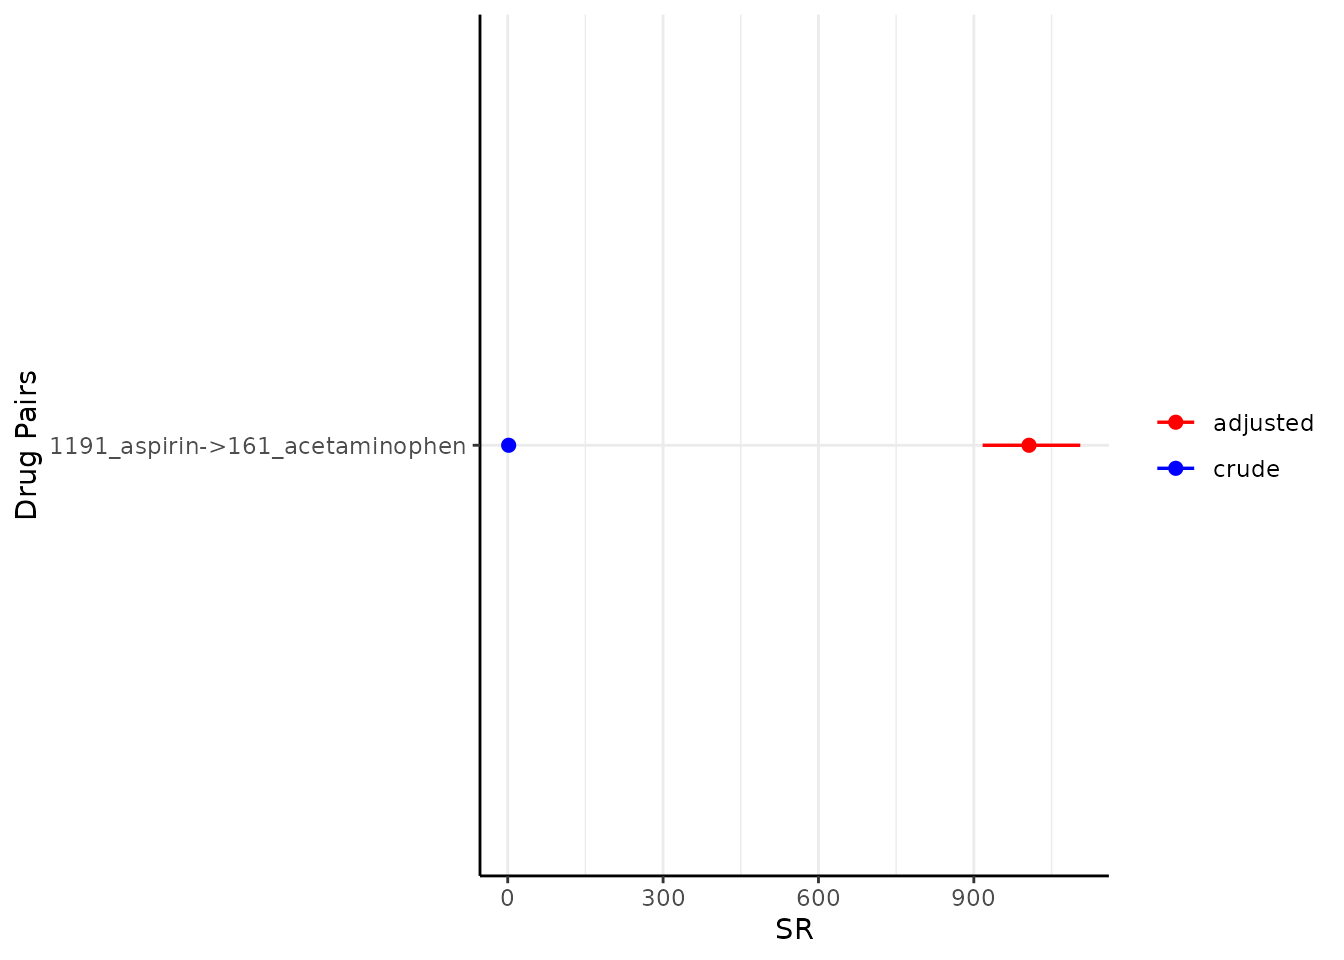 Drug Pairs
1191_aspirin->161_acetaminophen
0 300 600 900
SR
adjusted
crude